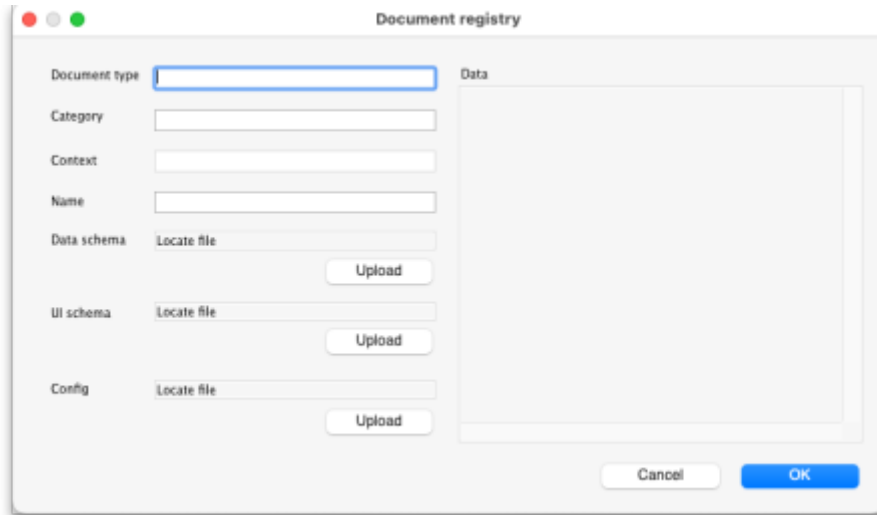 Document registry
Document type
Data
Category
Context
Name
Data schema Locate file
Upload
UI schema Locate file
Upload
Config Locate file
Upload
Cancel OK